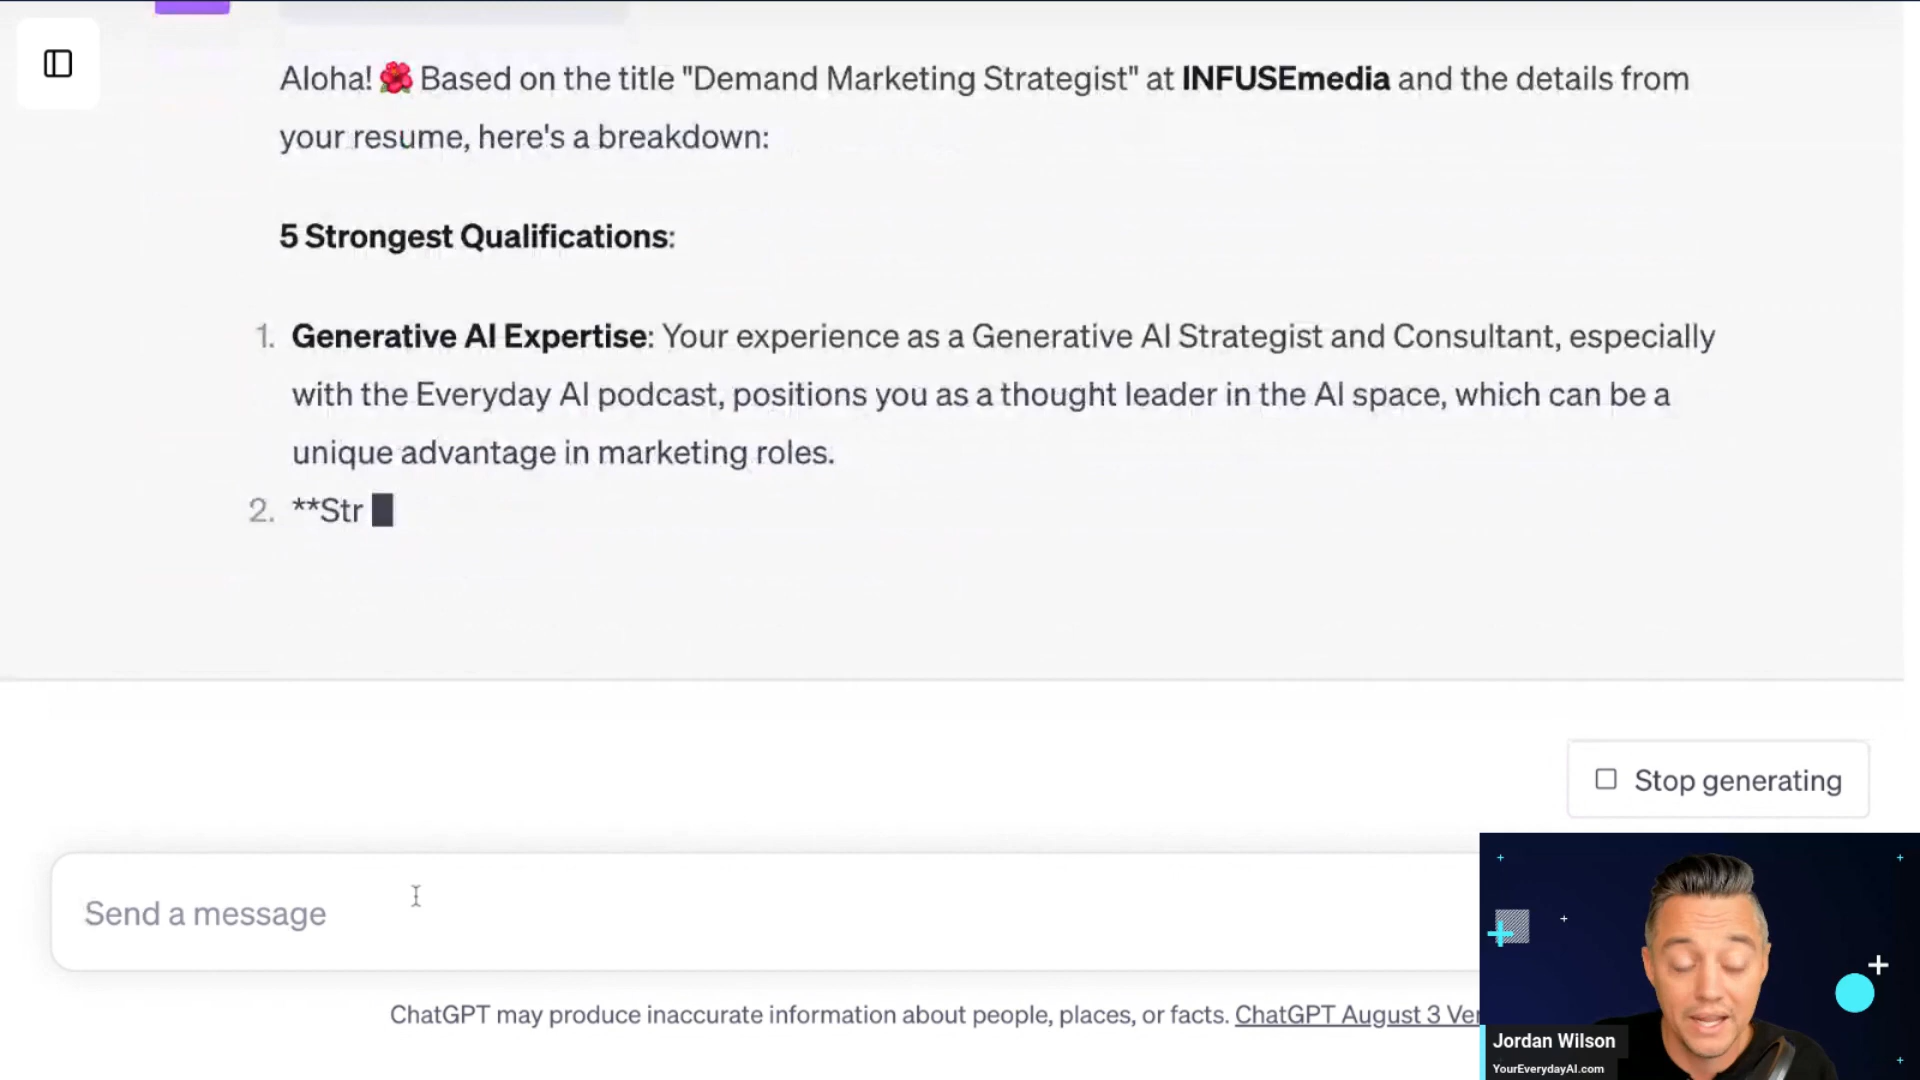 Aloha! 🌺 Based on the title "Demand Marketing Strategist" at INFUSEmedia and the details from
your resume, here's a breakdown:
5 Strongest Qualifications:
1. Generative AI Expertise: Your experience as a Generative AI Strategist and Consultant, especially
with the Everyday AI podcast, positions you as a thought leader in the AI space, which can be a
unique advantage in marketing roles.
2. **Str
Stop generating
Send a message
ChatGPT may produce inaccurate information about people, places, or facts. ChatGPT August 3 Ver
Jordan Wilson
YourEverydayAI.com